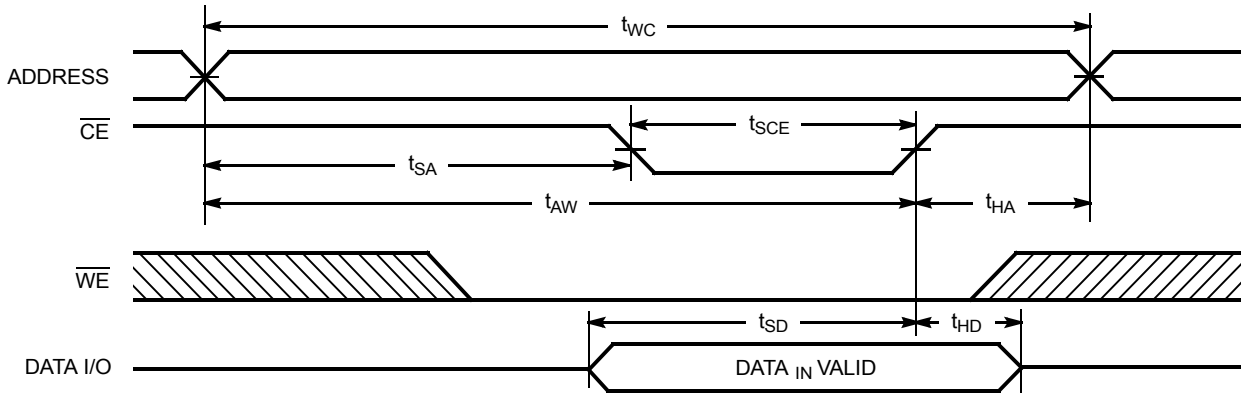 tWC
ADDRESS
CE
tSCE
tSA
tAW
tHA
WE
tSD
tHD
DATA I/O
DATA IN VALID